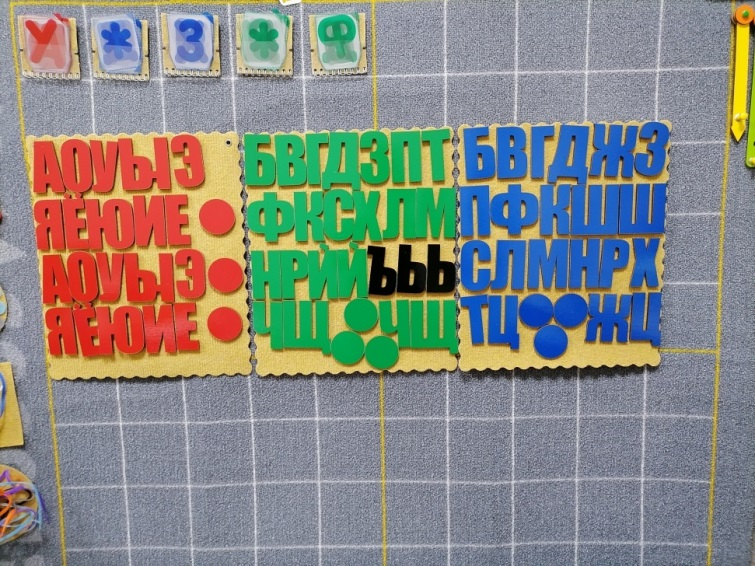 У * З * Ф
АОУЫЭ
ЯЁЮИЕ
АОУЫЭ
ЯЁЮИЕ
БВГДЗПТ
ФКСХЛМ
НРЙЙЪЬЬ
ЧЩ ЧЩ
БВГДЖЗ
ПФКШШ
СЛМНРХ
ТЦ ЖЦ